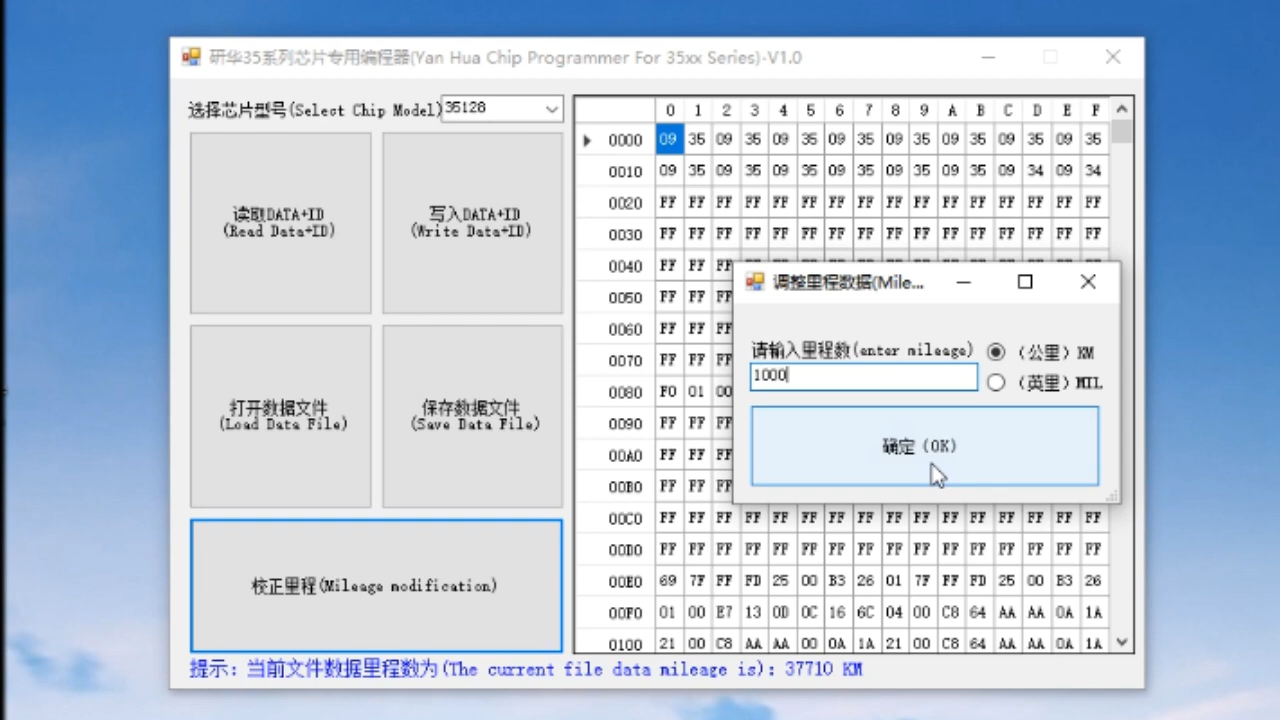 研华35系列芯片专用编程器(Yan Hua Chip Programmer For 35xx Series)-V1.0
选择芯片型号(Select Chip Model) 35128
读取DATA+ID
(Read Data+ID)
写入DATA+ID
(Write Data+ID)
打开数据文件
(Load Data File)
保存数据文件
(Save Data File)
校正里程(Mileage modification)
0 1 2 3 4 5 6 7 8 9 A B C D E F
0000 09 35 09 35 09 35 09 35 09 35 09 35 09 35 09 35
0010 09 35 09 35 09 35 09 35 09 35 09 35 09 34 09 34
0020 FF FF FF FF FF FF FF FF FF FF FF FF FF FF FF FF
0030 FF FF FF FF FF FF FF FF FF FF FF FF FF FF FF FF
0040 FF FF FF
0050 FF FF FF
0060 FF FF FF
0070 FF FF FF
0080 F0 01 00
0090 FF FF FF
00A0 FF FF FF
00B0 FF FF FF
00C0 FF FF FF FF FF FF FF FF FF FF FF FF FF FF FF FF
00D0 FF FF FF FF FF FF FF FF FF FF FF FF FF FF FF FF
00E0 69 7F FF FD 25 00 B3 26 01 7F FF FD 25 00 B3 26
00F0 01 00 E7 13 0D 0C 16 6C 04 00 C8 64 AA AA 0A 1A
0100 21 00 C8 AA AA 00 0A 1A 21 00 C8 64 AA AA 0A 1A
调整里程数据(Mile...
请输入里程数(enter mileage)
1000
(公里) KM
(英里) MIL
确定 (OK)
提示: 当前文件数据里程数为(The current file data mileage is): 37710 KM